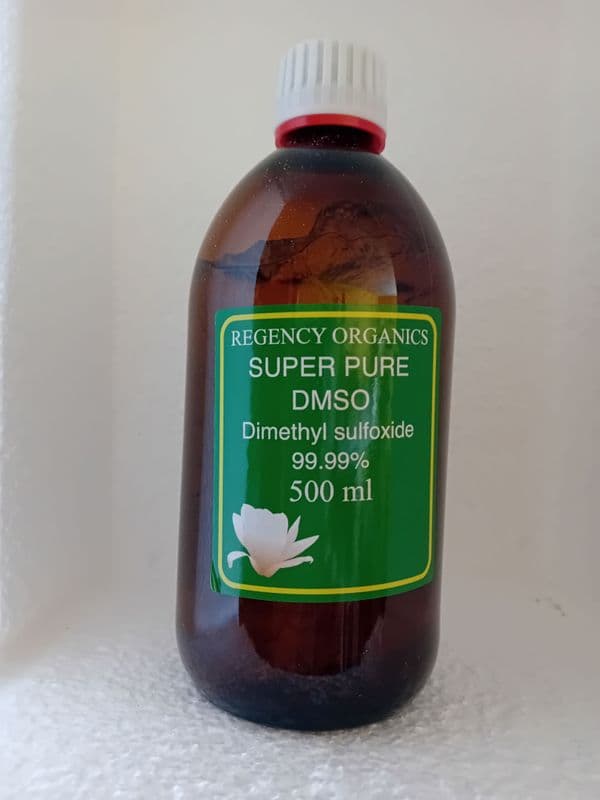 REGENCY ORGANICS
SUPER PURE
DMSO
Dimethyl sulfoxide
99.99%
500 ml